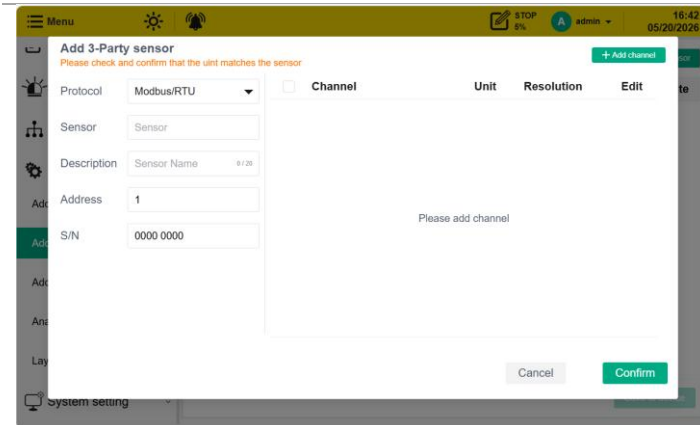 Menu
STOP
5%
A
admin
16:42
05/20/2026
Add 3-Party sensor
Please check and confirm that the uint matches the sensor
+ Add channel
Protocol
Modbus/RTU
Channel
Unit
Resolution
Edit
Sensor
Sensor
Description
Sensor Name
0 / 20
Address
1
Please add channel
S/N
0000 0000
Cancel
Confirm
System setting